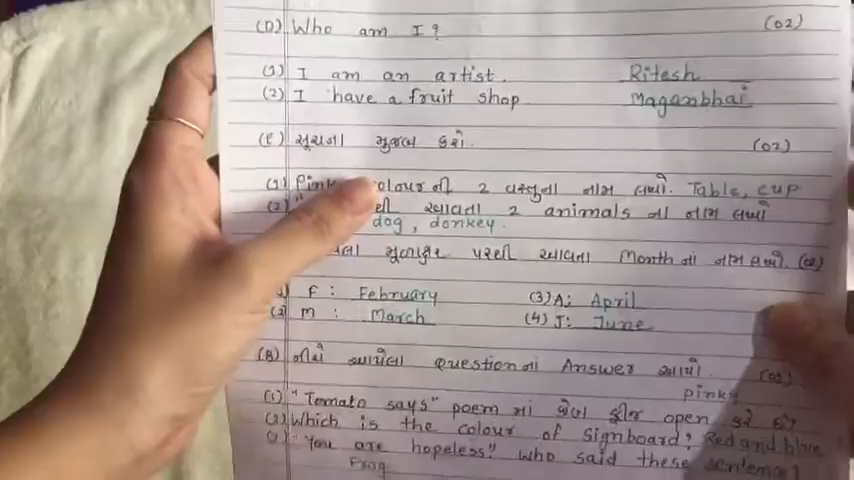 (D) Who am I? (02)
(1) I am an artist. Ritesh
(2) I have a fruit shop Maganbhai
(E) સૂચના મુજબ કરો. (02)
(1) Pink colour ની 2 વસ્તુના નામ લખો. Table, cup
(2) " થી આવતા 2 animals ના નામ લખો
dog, donkey.
મૂળાક્ષર પરથી આવતા Month ના નામ લખો. (02)
F : February (3) A: April
(2) M : March (4) J: June
(B) નીચે આપેલા question ના Answer આપો.
pinky
(1) "Tomato says" poem માં કોણ ફ્રીજ open કરે છે?
(2) Which is the colour of signboard? Red and blue
(3) "You are hopeless." who said these sentence?
Frog